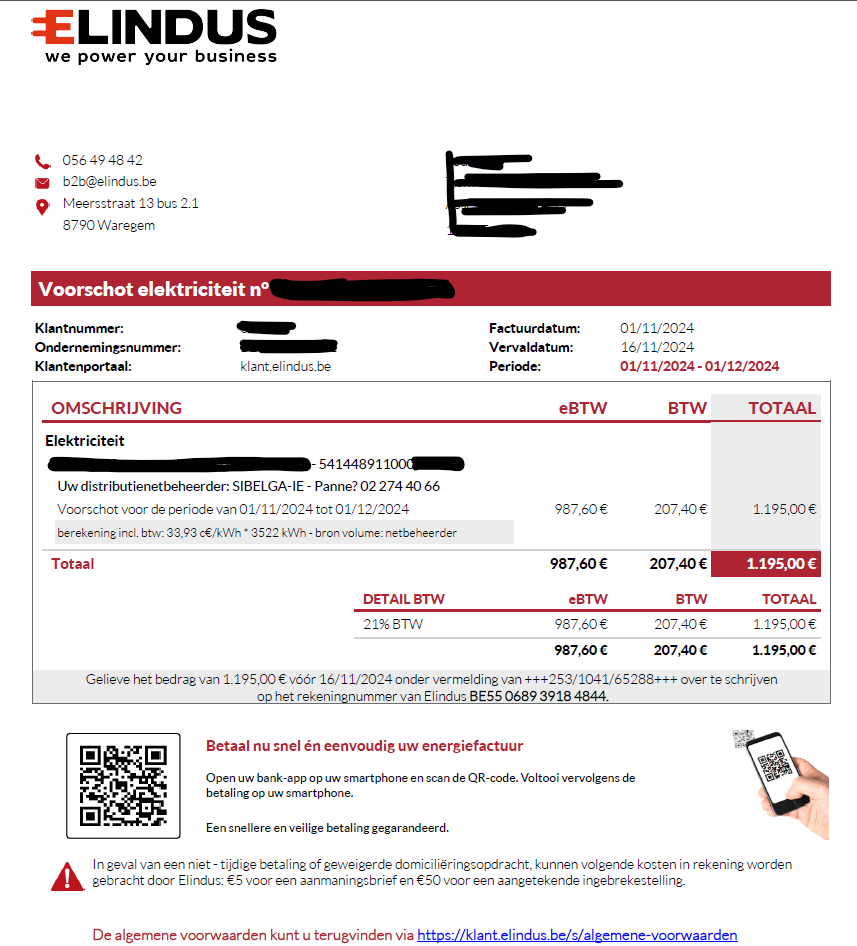 ELINDUS
we power your business
056 49 48 42
b2b@elindus.be
Meersstraat 13 bus 2.1
8790 Waregem
Voorschot elektriciteit n°
Klantnummer:
Ondernemingsnummer:
Klantenportaal: klant.elindus.be
Factuurdatum: 01/11/2024
Vervaldatum: 16/11/2024
Periode: 01/11/2024 - 01/12/2024
OMSCHRIJVING eBTW BTW TOTAAL
Elektriciteit
- 541448911000
Uw distributienetbeheerder: SIBELGA-IE - Panne? 02 274 40 66
Voorschot voor de periode van 01/11/2024 tot 01/12/2024 987,60 € 207,40 € 1.195,00 €
berekening incl. btw: 33,93 c€/kWh * 3522 kWh - bron volume: netbeheerder
Totaal 987,60 € 207,40 € 1.195,00 €
DETAIL BTW eBTW BTW TOTAAL
21% BTW 987,60 € 207,40 € 1.195,00 €
987,60 € 207,40 € 1.195,00 €
Gelieve het bedrag van 1.195,00 € vóór 16/11/2024 onder vermelding van +++253/1041/65288+++ over te schrijven
op het rekeningnummer van Elindus BE55 0689 3918 4844.
Betaal nu snel én eenvoudig uw energiefactuur
Open uw bank-app op uw smartphone en scan de QR-code. Voltooi vervolgens de
betaling op uw smartphone.
Een snellere en veilige betaling gegarandeerd.
In geval van een niet - tijdige betaling of geweigerde domiciliëringsopdracht, kunnen volgende kosten in rekening worden
gebracht door Elindus: €5 voor een aanmaningsbrief en €50 voor een aangetekende ingebrekestelling.
De algemene voorwaarden kunt u terugvinden via https://klant.elindus.be/s/algemene-voorwaarden